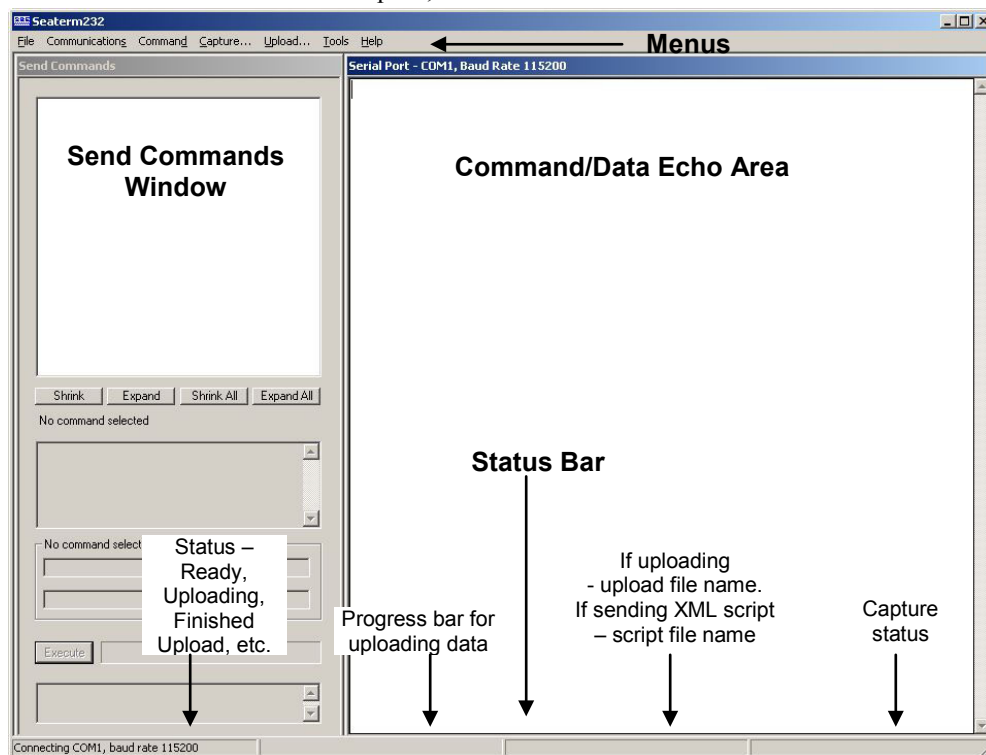 Seaterm232
File Communications Command Capture... Upload... Tools Help
Menus
Send Commands
Serial Port - COM1, Baud Rate 115200
Send Commands
Window
Command/Data Echo Area
Shrink Expand Shrink All Expand All
No command selected
Status Bar
No command select
Status –
Ready,
Uploading,
Finished
Upload, etc.
Execute
Progress bar for
uploading data
If uploading
- upload file name.
If sending XML script
– script file name
Capture
status
Connecting COM1, baud rate 115200